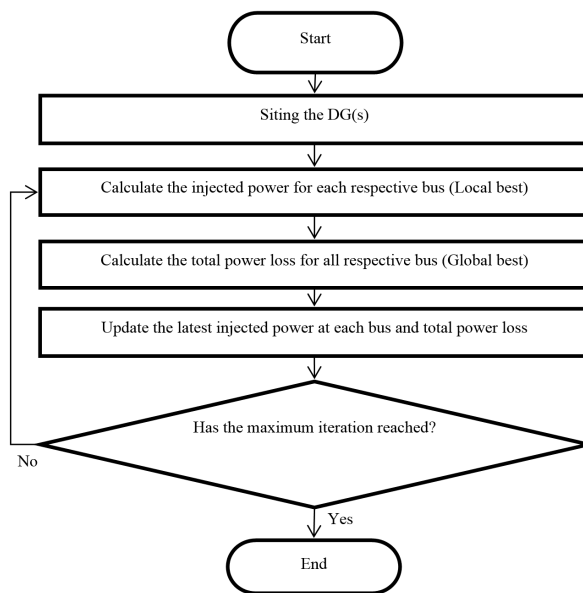 Start
Siting the DG(s)
Calculate the injected power for each respective bus (Local best)
Calculate the total power loss for all respective bus (Global best)
Update the latest injected power at each bus and total power loss
Has the maximum iteration reached?
No
Yes
End